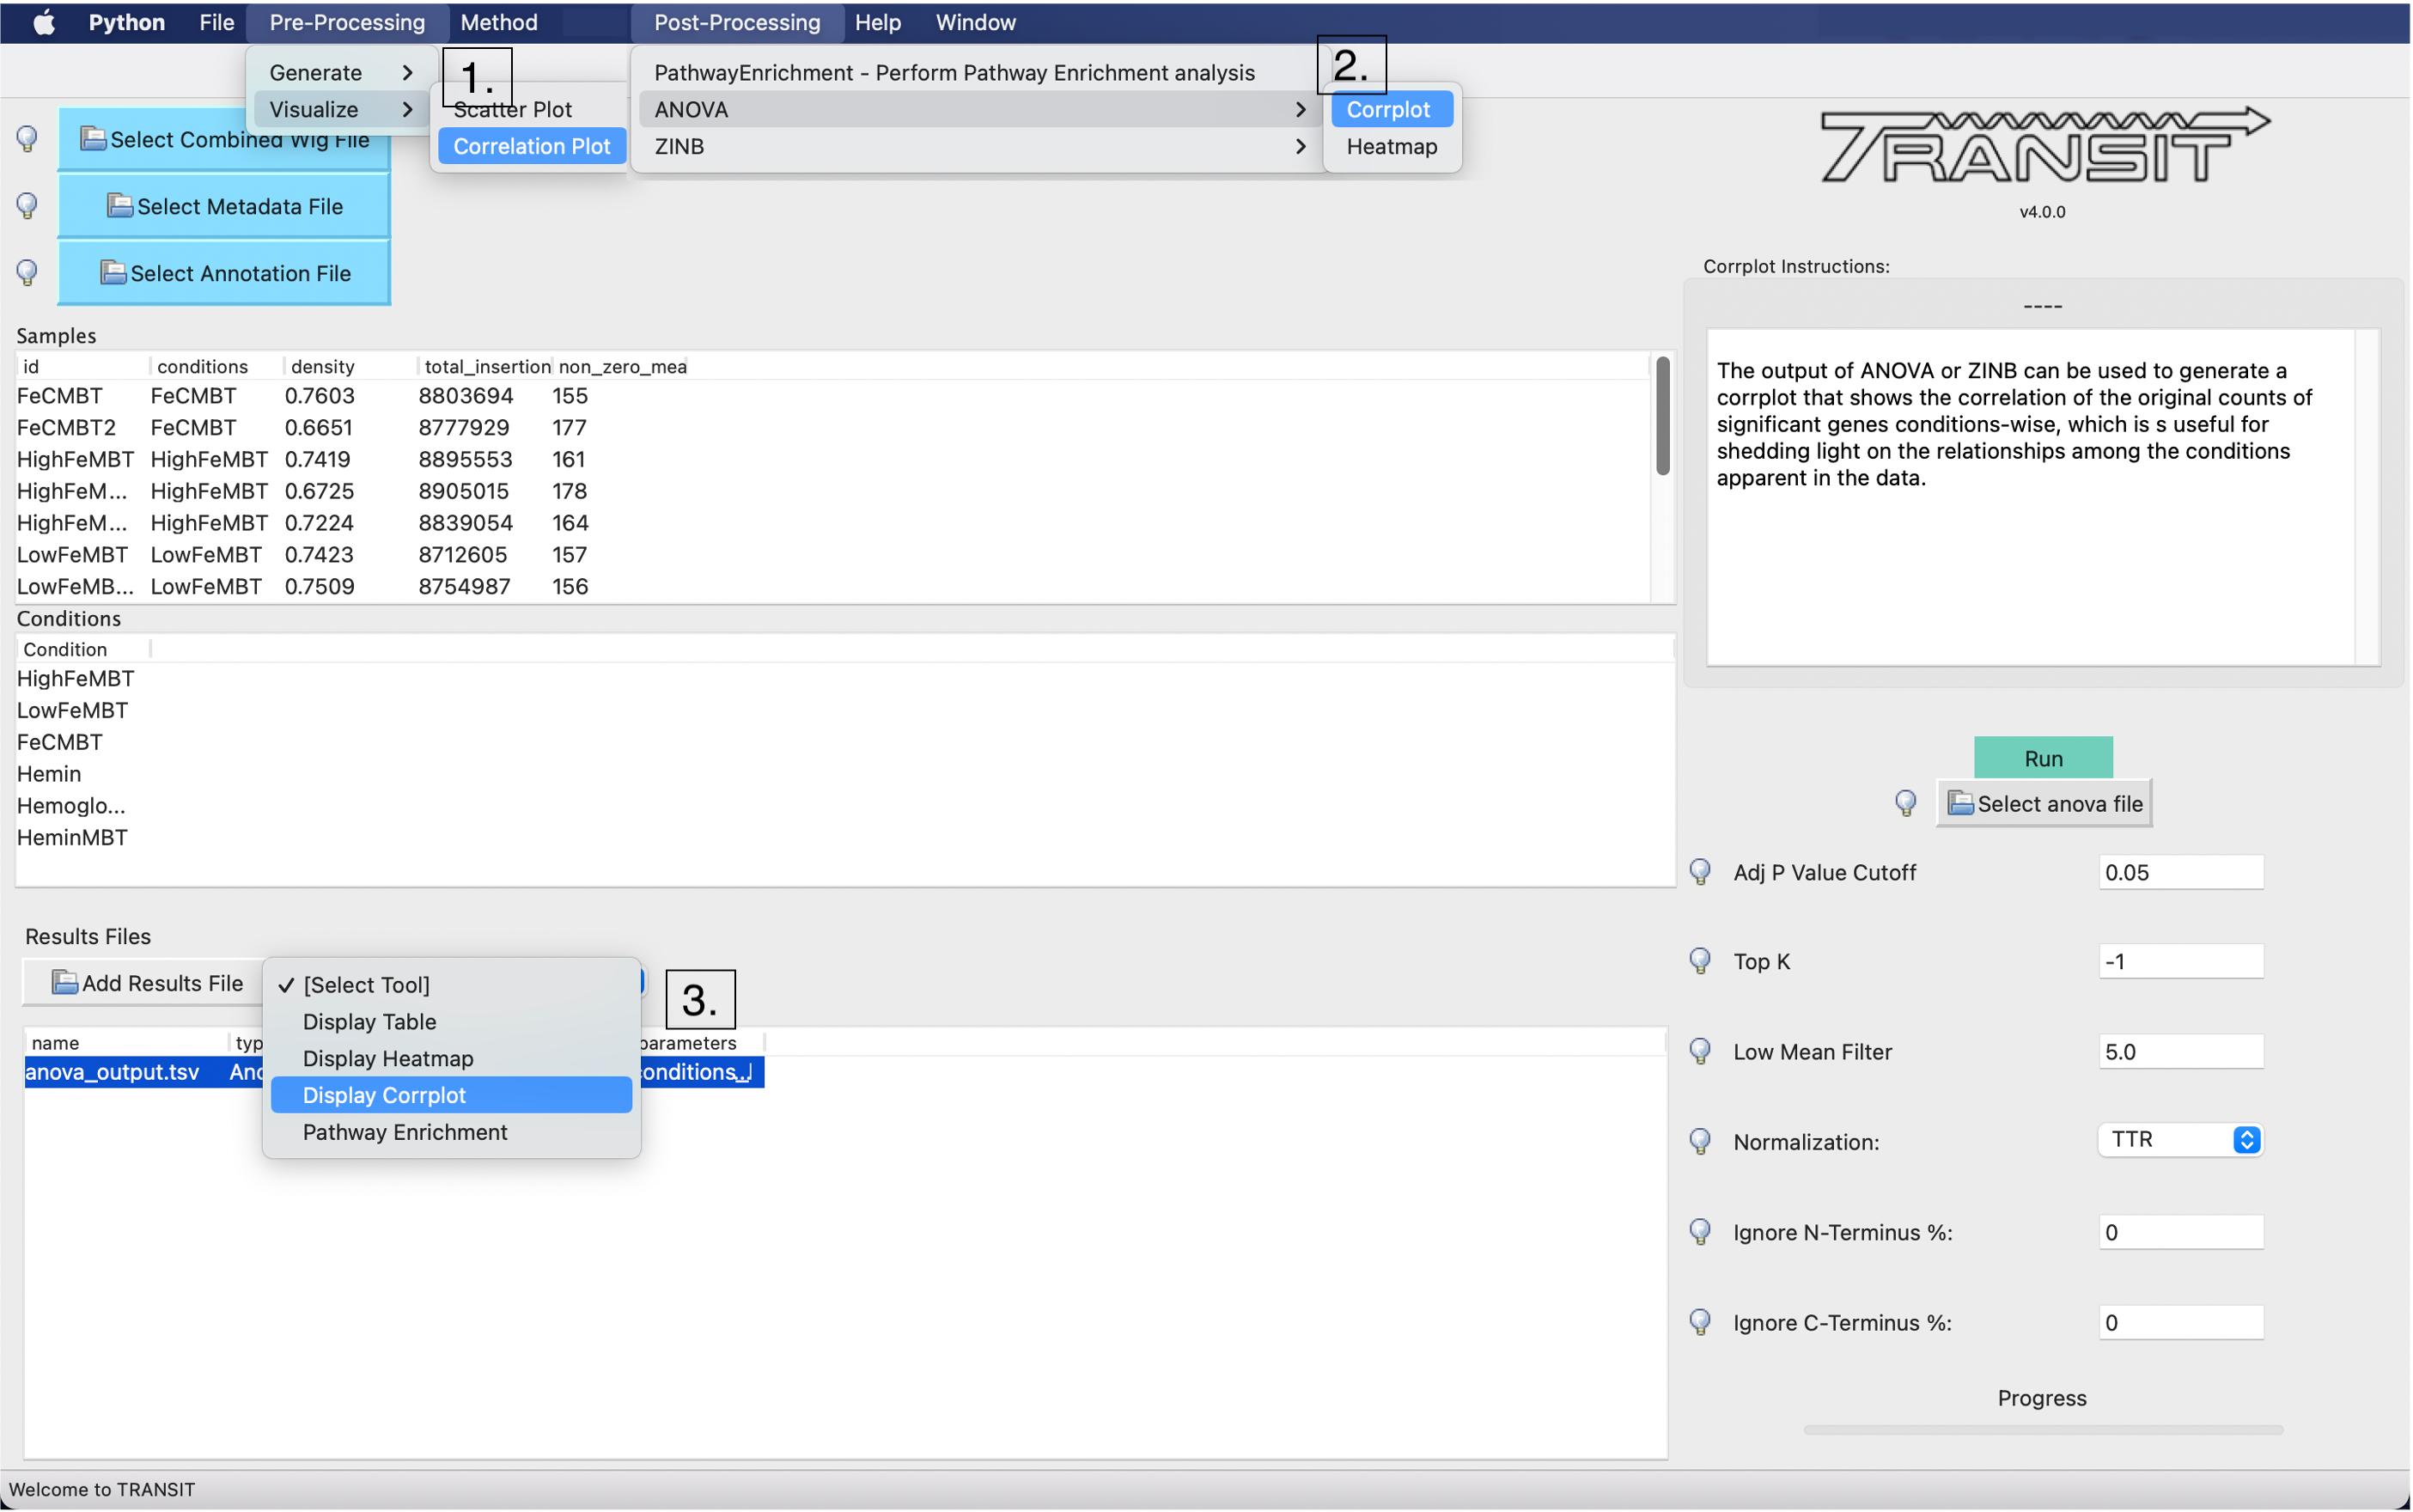 Python File Pre-Processing Method Post-Processing Help Window
Generate
Visualize
1.
Scatter Plot
Correlation Plot
PathwayEnrichment - Perform Pathway Enrichment analysis
ANOVA
ZINB
2.
Corrplot
Heatmap
Select Combined Wig File
Select Metadata File
Select Annotation File
TRANSIT
v4.0.0
Samples
id conditions density total_insertion non_zero_mea
FeCMBT FeCMBT 0.7603 8803694 155
FeCMBT2 FeCMBT 0.6651 8777929 177
HighFeMBT HighFeMBT 0.7419 8895553 161
HighFeM... HighFeMBT 0.6725 8905015 178
HighFeM... HighFeMBT 0.7224 8839054 164
LowFeMBT LowFeMBT 0.7423 8712605 157
LowFeMB... LowFeMBT 0.7509 8754987 156
Conditions
Condition
HighFeMBT
LowFeMBT
FeCMBT
Hemin
Hemoglo...
HeminMBT
Results Files
Add Results File
✓ [Select Tool]
Display Table
Display Heatmap
Display Corrplot
Pathway Enrichment
3.
name typ parameters
anova_output.tsv Ano conditions...
Corrplot Instructions:
----
The output of ANOVA or ZINB can be used to generate a
corrplot that shows the correlation of the original counts of
significant genes conditions-wise, which is s useful for
shedding light on the relationships among the conditions
apparent in the data.
Run
Select anova file
Adj P Value Cutoff 0.05
Top K -1
Low Mean Filter 5.0
Normalization: TTR
Ignore N-Terminus %: 0
Ignore C-Terminus %: 0
Progress
Welcome to TRANSIT